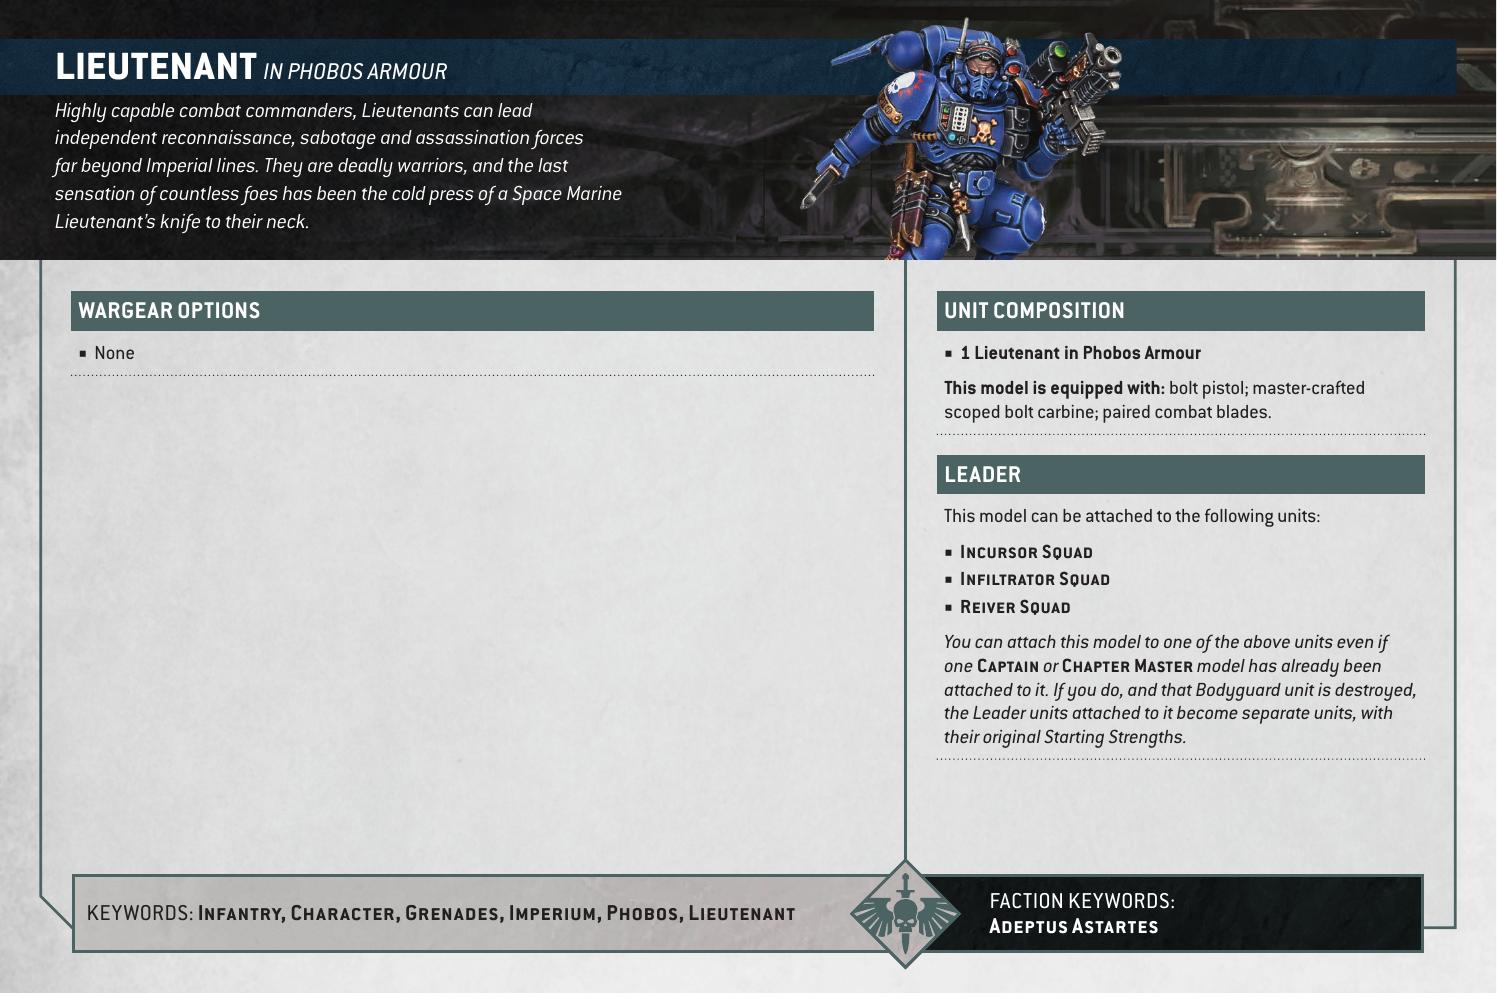 LIEUTENANT IN PHOBOS ARMOUR
Highly capable combat commanders, Lieutenants can lead
independent reconnaissance, sabotage and assassination forces
far beyond Imperial lines. They are deadly warriors, and the last
sensation of countless foes has been the cold press of a Space Marine
Lieutenant's knife to their neck.
WARGEAR OPTIONS
▪ None
UNIT COMPOSITION
▪ 1 Lieutenant in Phobos Armour
This model is equipped with: bolt pistol; master-crafted
scoped bolt carbine; paired combat blades.
LEADER
This model can be attached to the following units:
▪ INCURSOR SQUAD
▪ INFILTRATOR SQUAD
▪ REIVER SQUAD
You can attach this model to one of the above units even if
one CAPTAIN or CHAPTER MASTER model has already been
attached to it. If you do, and that Bodyguard unit is destroyed,
the Leader units attached to it become separate units, with
their original Starting Strengths.
KEYWORDS: INFANTRY, CHARACTER, GRENADES, IMPERIUM, PHOBOS, LIEUTENANT
FACTION KEYWORDS:
ADEPTUS ASTARTES